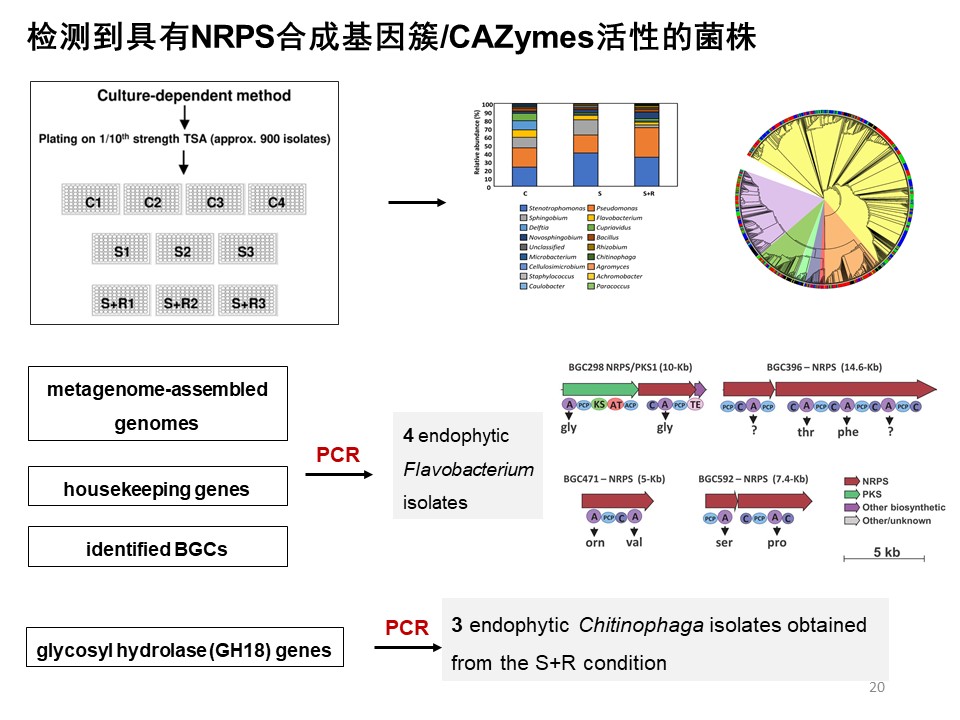 检测到具有NRPS合成基因簇/CAZymes活性的菌株
Culture-dependent method
Plating on 1/10th strength TSA (approx. 900 isolates)
C1 C2 C3 C4
S1 S2 S3
S+R1 S+R2 S+R3
Relative abundance (%)
100
90
80
70
60
50
40
30
20
10
0
C S S+R
Stenotrophomonas Pseudomonas
Sphingobium Flavobacterium
Delftia Cupriavidus
Novosphingobium Bacillus
Unclassified Rhizobium
Microbacterium Chitinophaga
Cellulosimicrobium Agromyces
Staphylococcus Achromobacter
Caulobacter Paracoccus
metagenome-assembled
genomes
housekeeping genes
identified BGCs
PCR
4 endophytic
Flavobacterium
isolates
BGC298 NRPS/PKS1 (10-Kb)
A PCP KS AT ACP C A PCP TE
gly gly
BGC396 – NRPS (14.6-Kb)
PCP C A PCP C A PCP C A PCP C A PCP C
? thr phe ?
BGC471 – NRPS (5-Kb)
A PCP C A
orn val
BGC592 – NRPS (7.4-Kb)
PCP A C PCP A C
ser pro
NRPS
PKS
Other biosynthetic
Other/unknown
5 kb
glycosyl hydrolase (GH18) genes
PCR
3 endophytic Chitinophaga isolates obtained
from the S+R condition
20